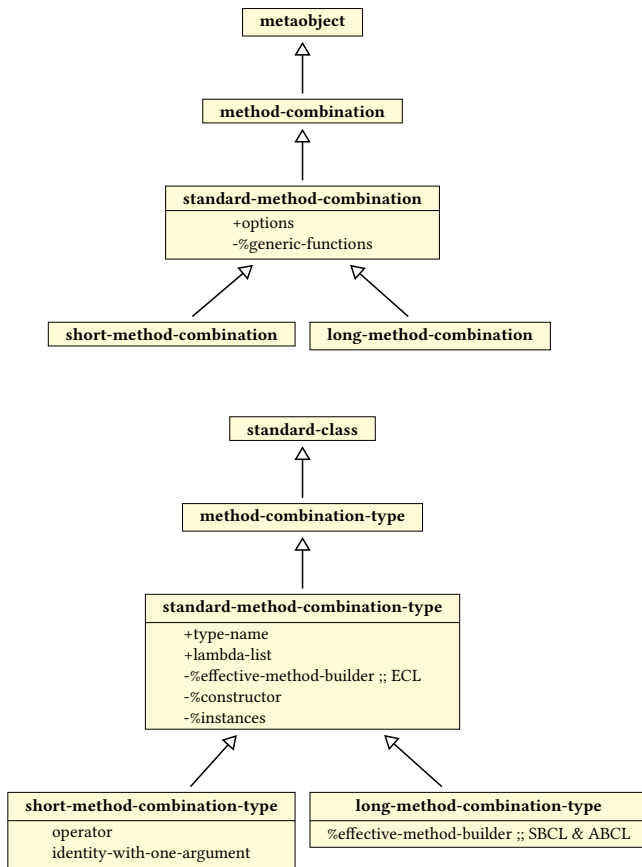 metaobject
method-combination
standard-method-combination
+options
-%generic-functions
short-method-combination
long-method-combination
standard-class
method-combination-type
standard-method-combination-type
+type-name
+lambda-list
-%effective-method-builder ;; ECL
-%constructor
-%instances
short-method-combination-type
operator
identity-with-one-argument
long-method-combination-type
%effective-method-builder ;; SBCL & ABCL